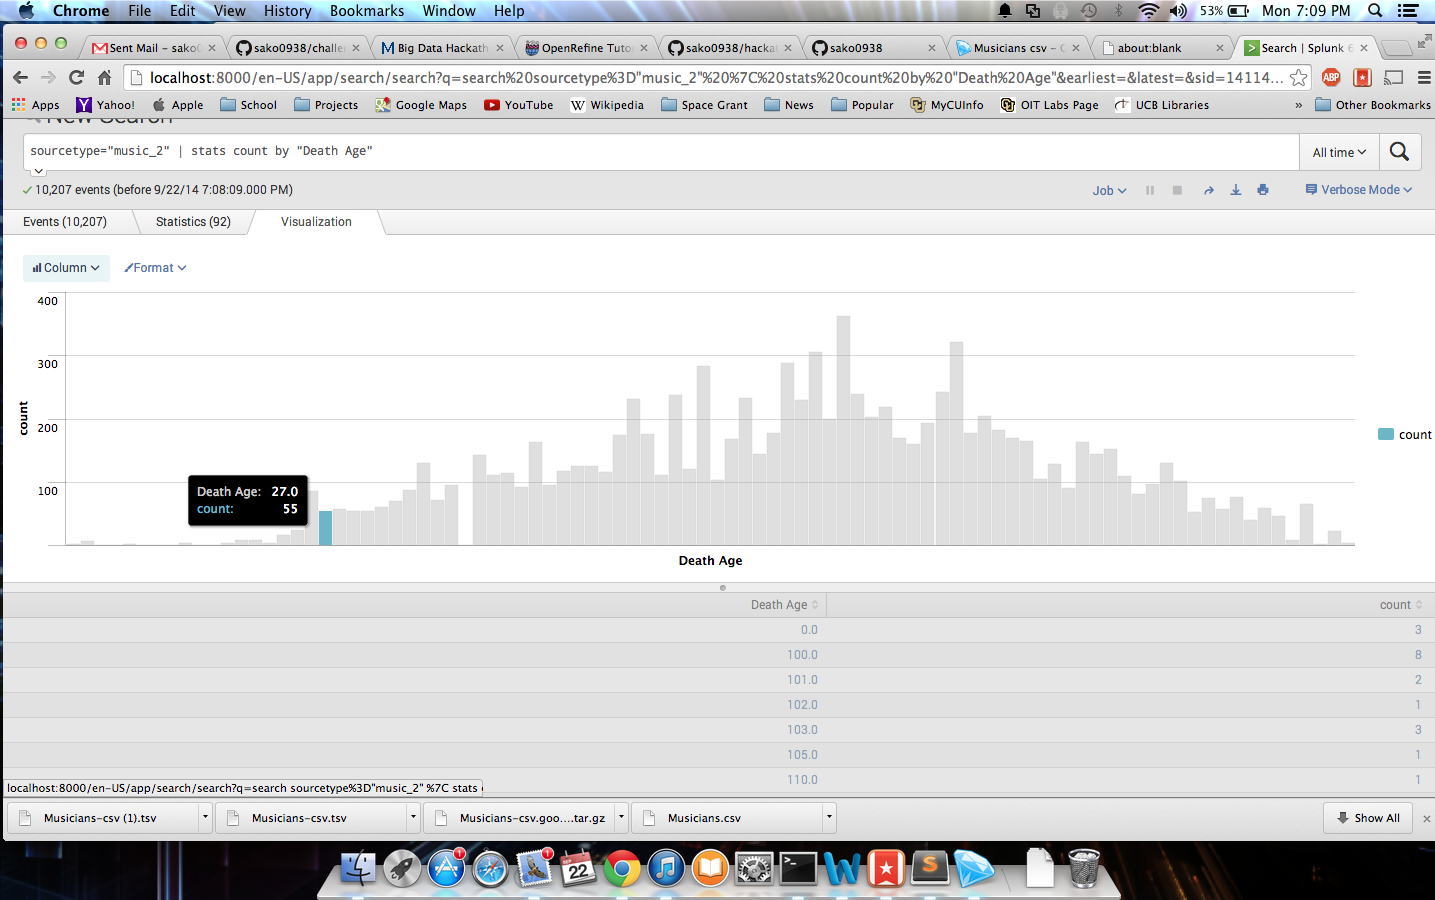 Chrome File Edit View History Bookmarks Window Help 53% Mon 7:09 PM
Sent Mail – sako0 sako0938/challe Big Data Hackath OpenRefine Tuto sako0938/hacka sako0938 Musicians csv – about:blank Search | Splunk 6
localhost:8000/en-US/app/search/search?q=search%20sourcetype%3D"music_2"%20%7C%20stats%20count%20by%20"Death%20Age"&earliest=&latest=&sid=14114... ABP
Apps Yahoo! Apple School Projects Google Maps YouTube Wikipedia Space Grant News Popular MyCUInfo OIT Labs Page UCB Libraries » Other Bookmarks
New Search
sourcetype="music_2" | stats count by "Death Age" All time
10,207 events (before 9/22/14 7:08:09.000 PM) Job Verbose Mode
Events (10,207) Statistics (92) Visualization
Column Format
400
300
200
100
count
Death Age: 27.0
count: 55
count
Death Age
Death Age count
0.0 3
100.0 8
101.0 2
102.0 1
103.0 3
105.0 1
110.0 1
localhost:8000/en-US/app/search/search?q=search sourcetype%3D"music_2" %7C stats
Musicians-csv (1).tsv Musicians-csv.tsv Musicians-csv.goo....tar.gz Musicians.csv Show All
1 1 SEP 22 W S